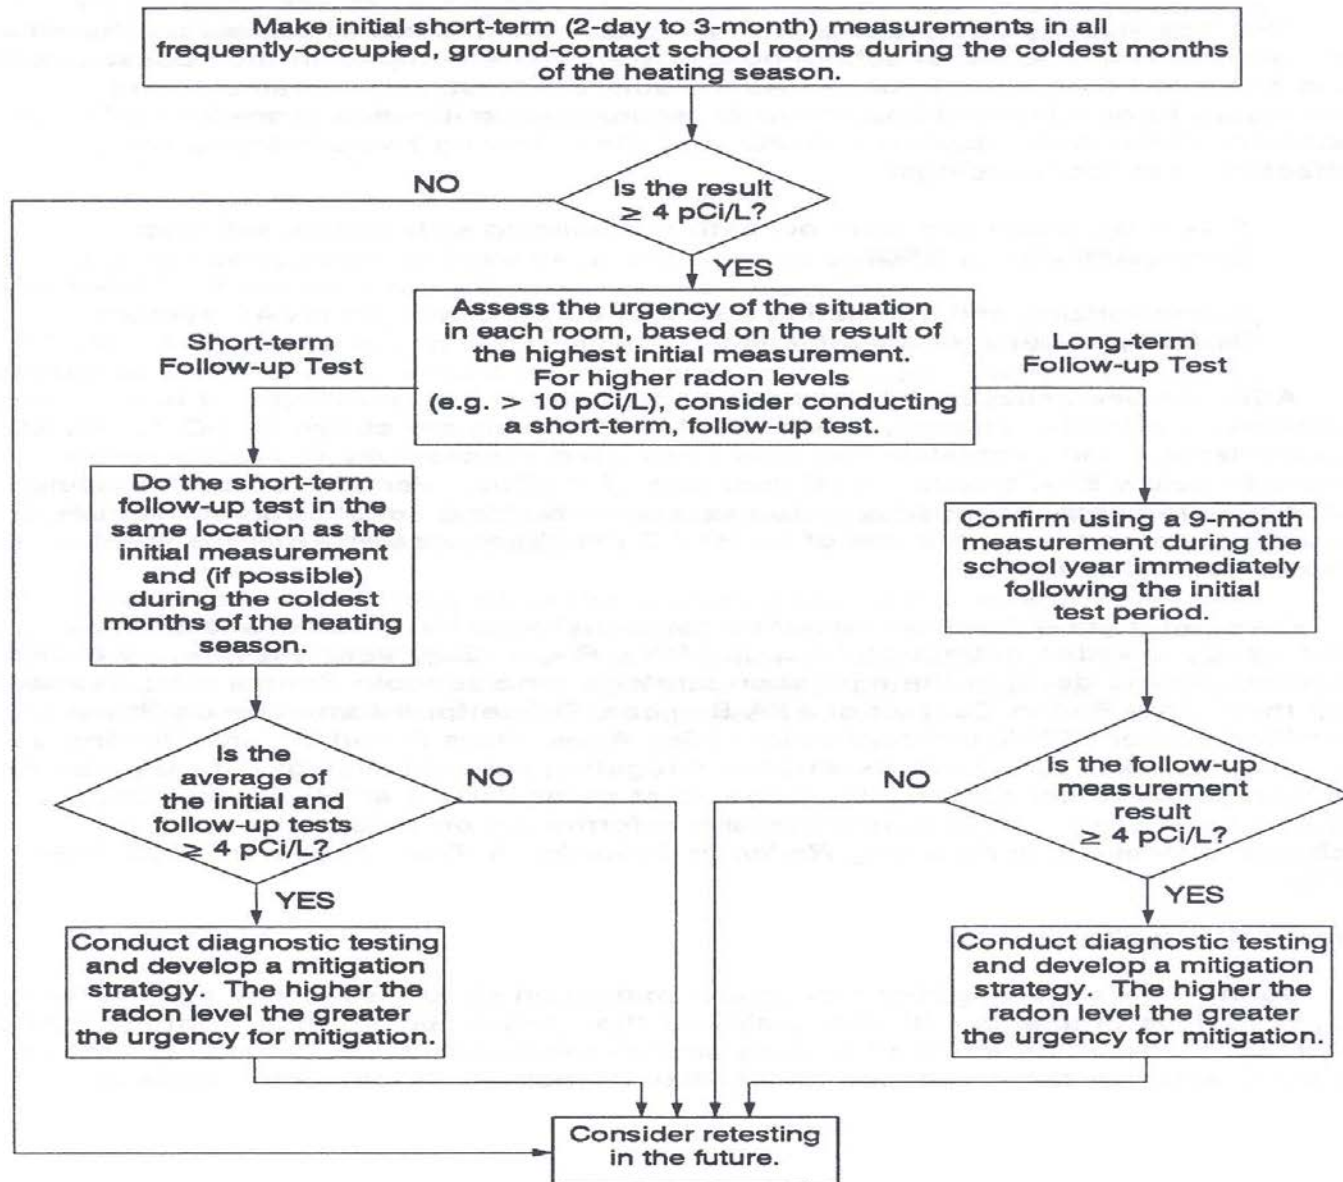 Make initial short-term (2-day to 3-month) measurements in all
frequently-occupied, ground-contact school rooms during the coldest months
of the heating season.
NO
Is the result
≥ 4 pCi/L?
YES
Short-term
Follow-up Test
Assess the urgency of the situation
in each room, based on the result of
the highest initial measurement.
For higher radon levels
(e.g. > 10 pCi/L), consider conducting
a short-term, follow-up test.
Long-term
Follow-up Test
Do the short-term
follow-up test in the
same location as the
initial measurement
and (if possible)
during the coldest
months of the heating
season.
Confirm using a 9-month
measurement during the
school year immediately
following the initial
test period.
Is the
average of
the initial and
follow-up tests
≥ 4 pCi/L?
NO
NO
Is the follow-up
measurement
result
≥ 4 pCi/L?
YES
YES
Conduct diagnostic testing
and develop a mitigation
strategy. The higher the
radon level the greater
the urgency for mitigation.
Conduct diagnostic testing
and develop a mitigation
strategy. The higher the
radon level the greater
the urgency for mitigation.
Consider retesting
in the future.